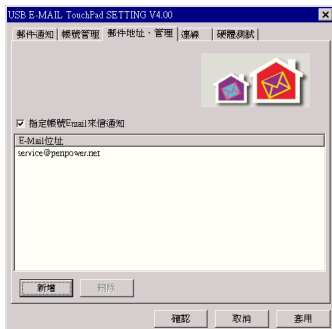 USB E-MAIL TouchPad SETTING V4.00
郵件通知 帳號管理 郵件地址、管理 連線 硬體測試
指定帳號Email來信通知
E-Mail位址
service@penpower.net
新增 刪除
確認 取消 套用